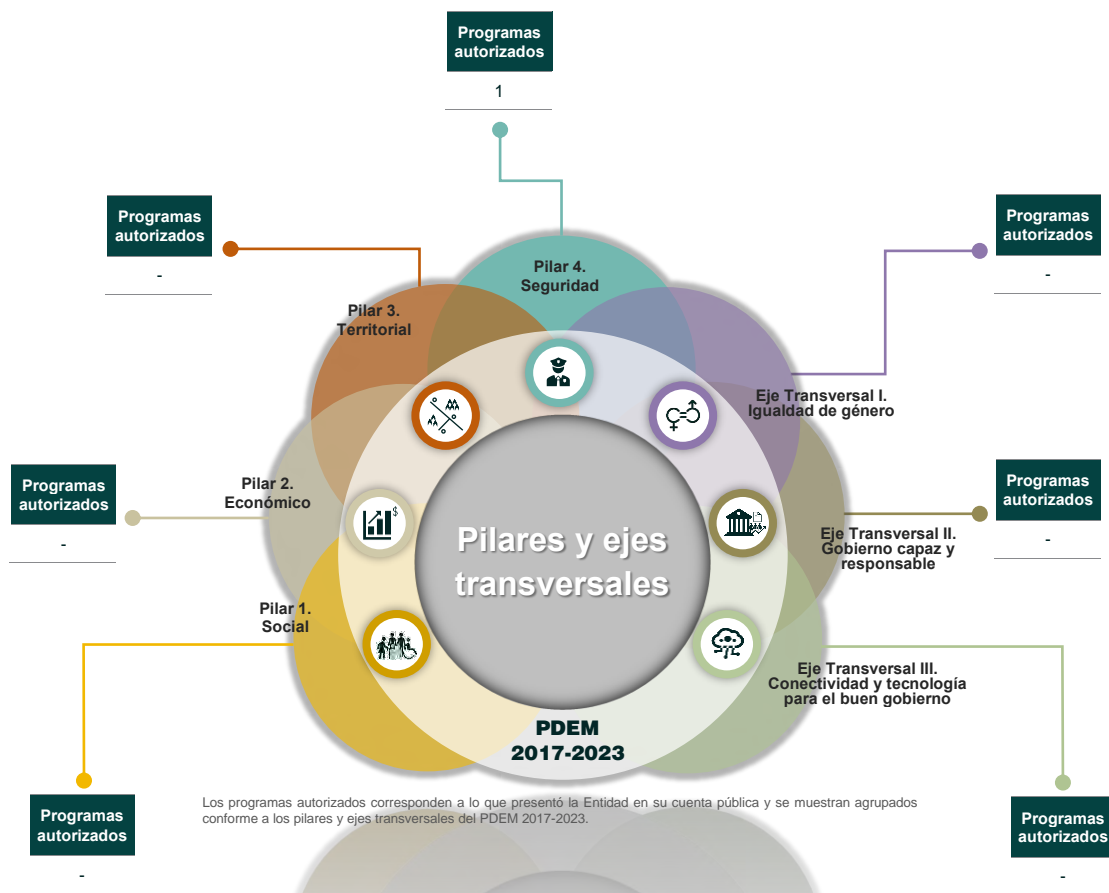 Programas
autorizados
1
Programas
autorizados
-
Programas
autorizados
-
Pilar 4.
Seguridad
Pilar 3.
Territorial
Eje Transversal I.
Igualdad de género
Programas
autorizados
-
Pilar 2.
Económico
Programas
autorizados
-
Eje Transversal II.
Gobierno capaz y
responsable
Pilares y ejes
transversales
$
Pilar 1.
Social
Eje Transversal III.
Conectividad y tecnología
para el buen gobierno
PDEM
2017-2023
Programas
autorizados
-
Los programas autorizados corresponden a lo que presentó la Entidad en su cuenta pública y se muestran agrupados
conforme a los pilares y ejes transversales del PDEM 2017-2023.
Programas
autorizados
-